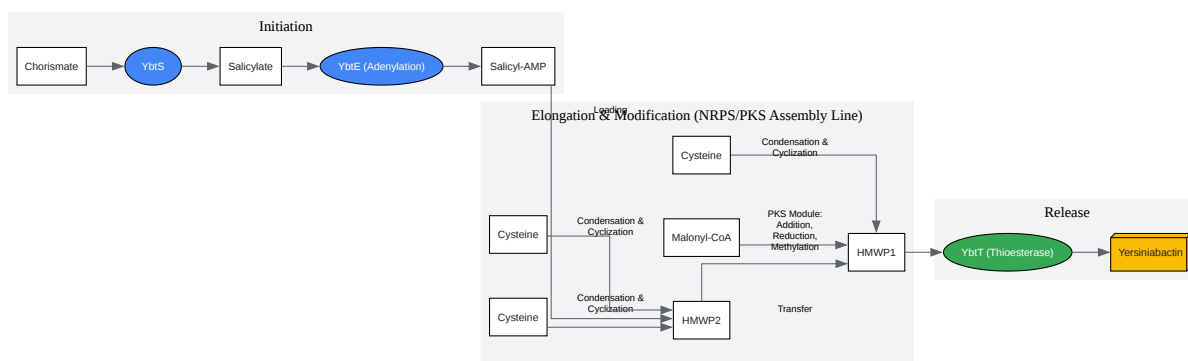 Initiation
Chorismate
YbtS
Salicylate
YbtE (Adenylation)
Salicyl-AMP
Loading
Elongation & Modification (NRPS/PKS Assembly Line)
Cysteine
Condensation &
Cyclization
Cysteine
Condensation &
Cyclization
Malonyl-CoA
PKS Module:
Addition,
Reduction,
Methylation
HMWP1
Cysteine
Condensation &
Cyclization
HMWP2
Transfer
Release
YbtT (Thioesterase)
Yersiniabactin